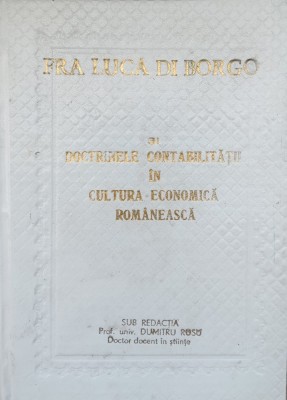 FRA LUCA DI BORGO
ȘI
DOCTRINELE CONTABILITĂȚII
ÎN
CULTURA-ECONOMICĂ
ROMÂNEASCĂ
SUB REDACȚIA
Prof. univ. DUMITRU RUSU
Doctor docent în științe